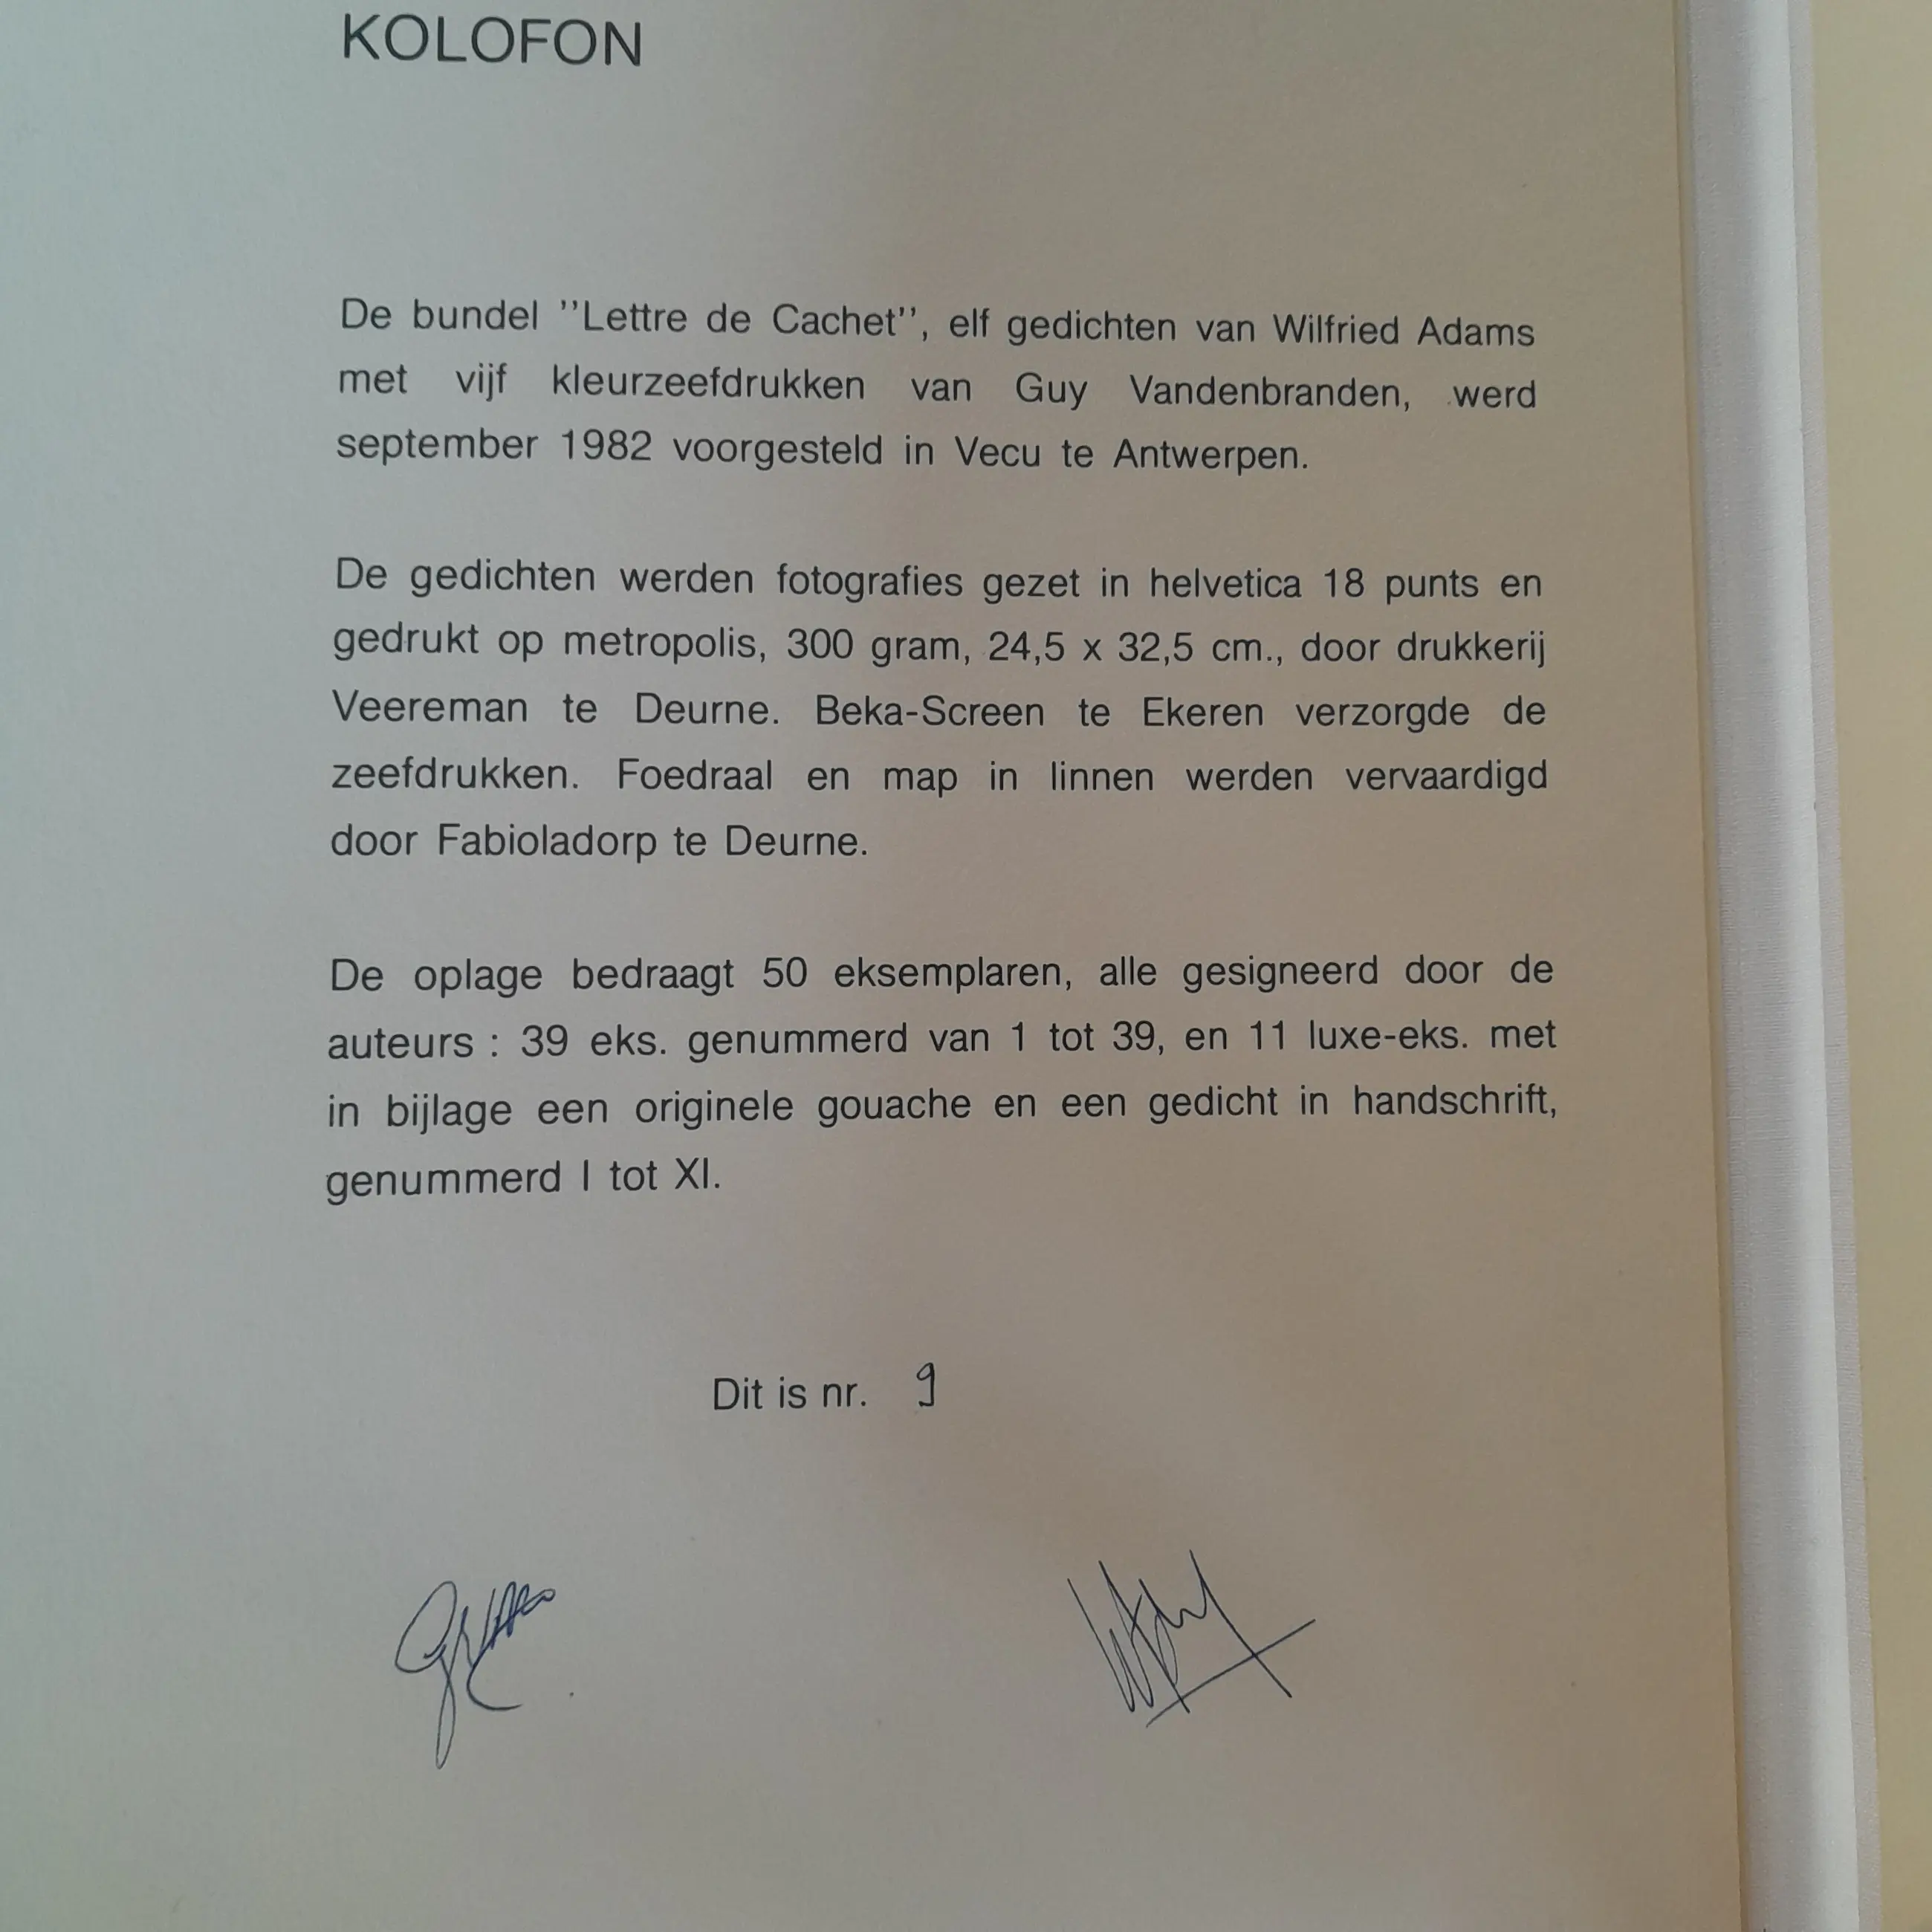 KOLOFON
De bundel ''Lettre de Cachet'', elf gedichten van Wilfried Adams
met vijf kleurzeefdrukken van Guy Vandenbranden, werd
september 1982 voorgesteld in Vecu te Antwerpen.
De gedichten werden fotografies gezet in helvetica 18 punts en
gedrukt op metropolis, 300 gram, 24,5 x 32,5 cm., door drukkerij
Veereman te Deurne. Beka-Screen te Ekeren verzorgde de
zeefdrukken. Foedraal en map in linnen werden vervaardigd
door Fabioladorp te Deurne.
De oplage bedraagt 50 eksemplaren, alle gesigneerd door de
auteurs : 39 eks. genummerd van 1 tot 39, en 11 luxe-eks. met
in bijlage een originele gouache en een gedicht in handschrift,
genummerd I tot XI.
Dit is nr. 9